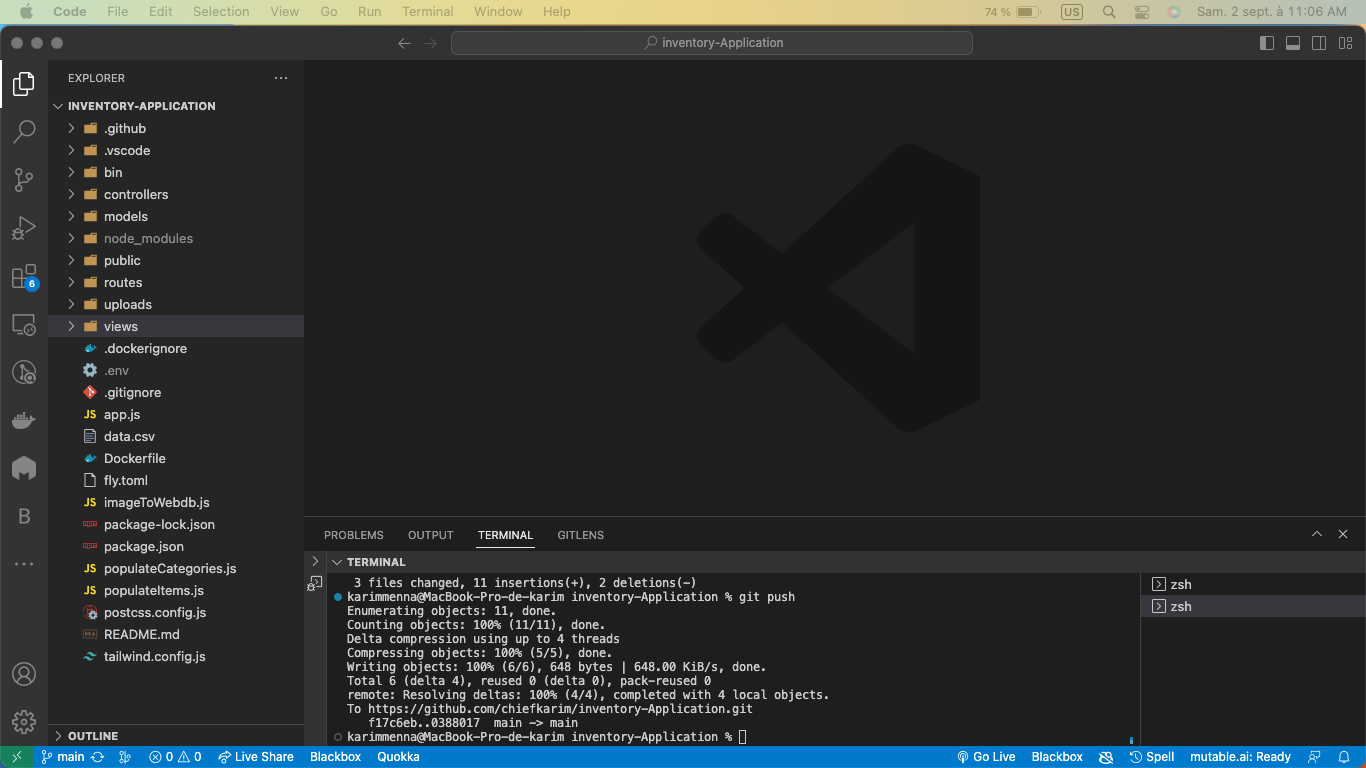 Code File Edit Selection View Go Run Terminal Window Help 74 % US Sam. 2 sept. à 11:06 AM
inventory-Application
EXPLORER
INVENTORY-APPLICATION
.github
.vscode
bin
controllers
models
node_modules
public
routes
uploads
views
.dockerignore
.env
.gitignore
JS app.js
data.csv
Dockerfile
fly.toml
JS imageToWebdb.js
package-lock.json
package.json
JS populateCategories.js
JS populateItems.js
postcss.config.js
README.md
tailwind.config.js
OUTLINE
6
B
PROBLEMS OUTPUT TERMINAL GITLENS
TERMINAL
3 files changed, 11 insertions(+), 2 deletions(-)
karimmenna@MacBook-Pro-de-karim inventory-Application % git push
Enumerating objects: 11, done.
Counting objects: 100% (11/11), done.
Delta compression using up to 4 threads
Compressing objects: 100% (5/5), done.
Writing objects: 100% (6/6), 648 bytes | 648.00 KiB/s, done.
Total 6 (delta 4), reused 0 (delta 0), pack-reused 0
remote: Resolving deltas: 100% (4/4), completed with 4 local objects.
To https://github.com/chiefkarim/inventory-Application.git
f17c6eb..0388017 main -> main
karimmenna@MacBook-Pro-de-karim inventory-Application %
zsh
zsh
main 0 0 Live Share Blackbox Quokka Go Live Blackbox Spell mutable.ai: Ready